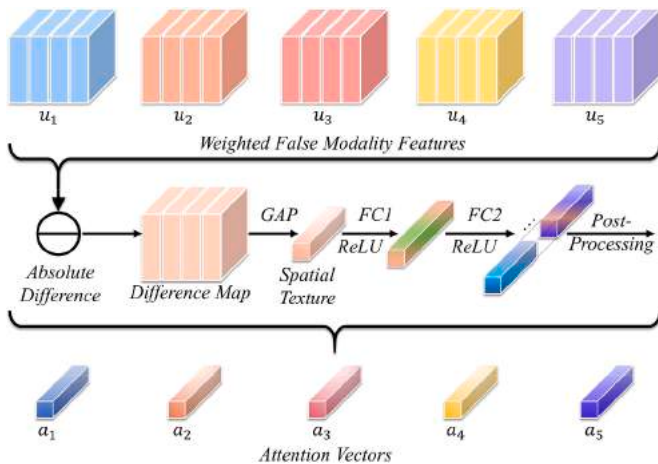 u₁ u₂ u₃ u₄ u₅
Weighted False Modality Features
GAP FC1 FC2 Post-
ReLU ReLU Processing
Absolute
Difference
Difference Map
Spatial
Texture
a₁ a₂ a₃ a₄ a₅
Attention Vectors